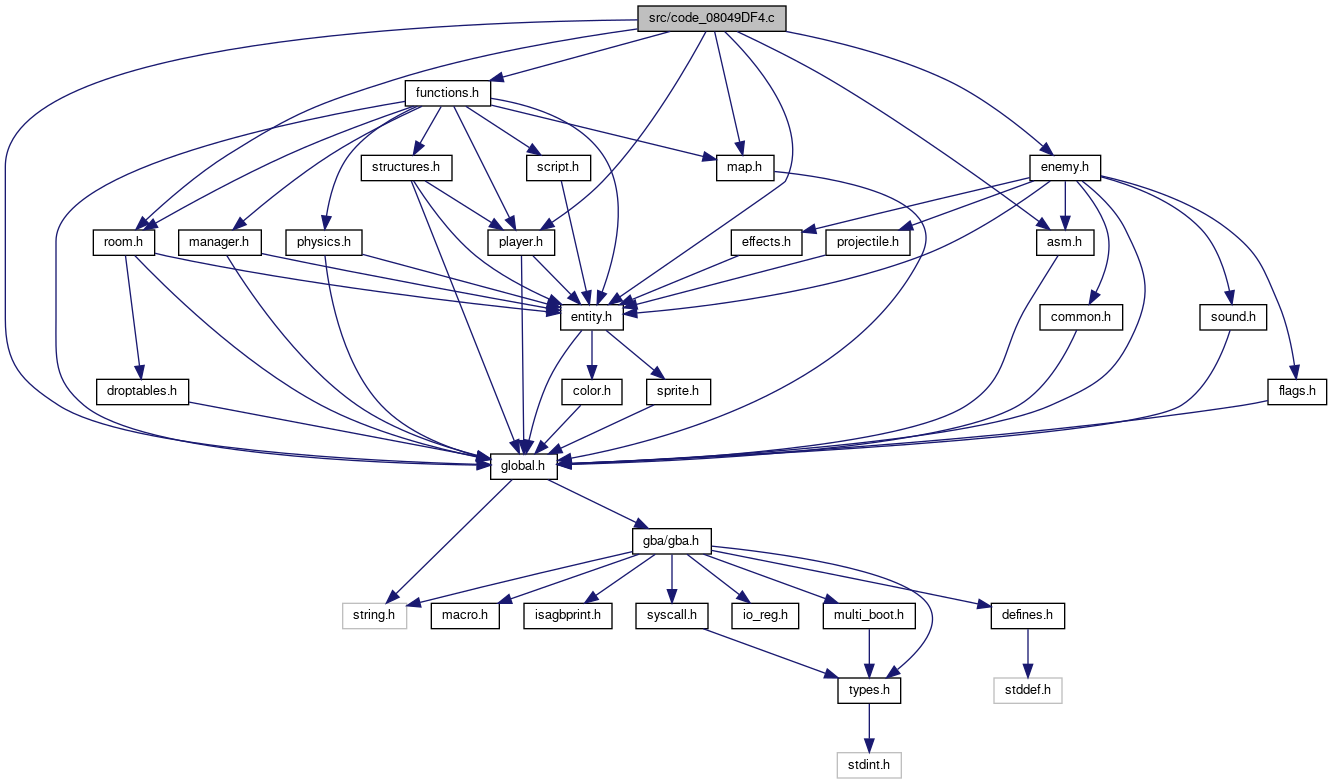 src/code_08049DF4.c
functions.h
structures.h
script.h
map.h
enemy.h
room.h
manager.h
physics.h
player.h
effects.h
projectile.h
asm.h
entity.h
common.h
sound.h
droptables.h
color.h
sprite.h
flags.h
global.h
gba/gba.h
string.h
macro.h
isagbprint.h
syscall.h
io_reg.h
multi_boot.h
defines.h
types.h
stddef.h
stdint.h